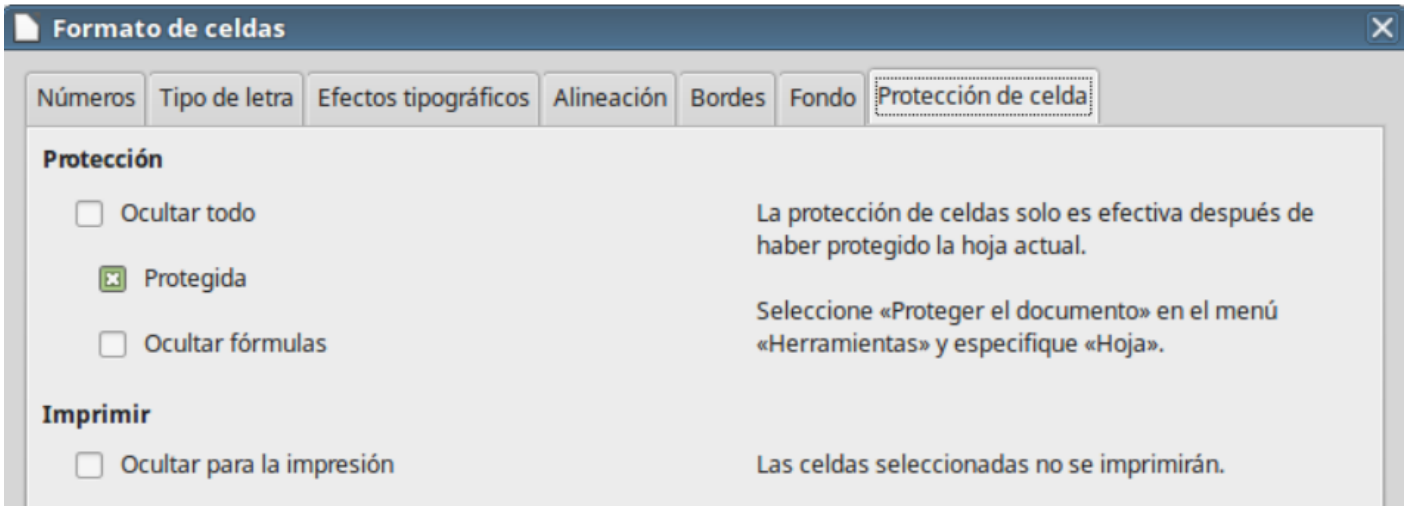 Formato de celdas
Números Tipo de letra Efectos tipográficos Alineación Bordes Fondo Protección de celda
Protección
Ocultar todo
Protegida
Ocultar fórmulas
La protección de celdas solo es efectiva después de
haber protegido la hoja actual.
Seleccione «Proteger el documento» en el menú
«Herramientas» y especifique «Hoja».
Imprimir
Ocultar para la impresión
Las celdas seleccionadas no se imprimirán.